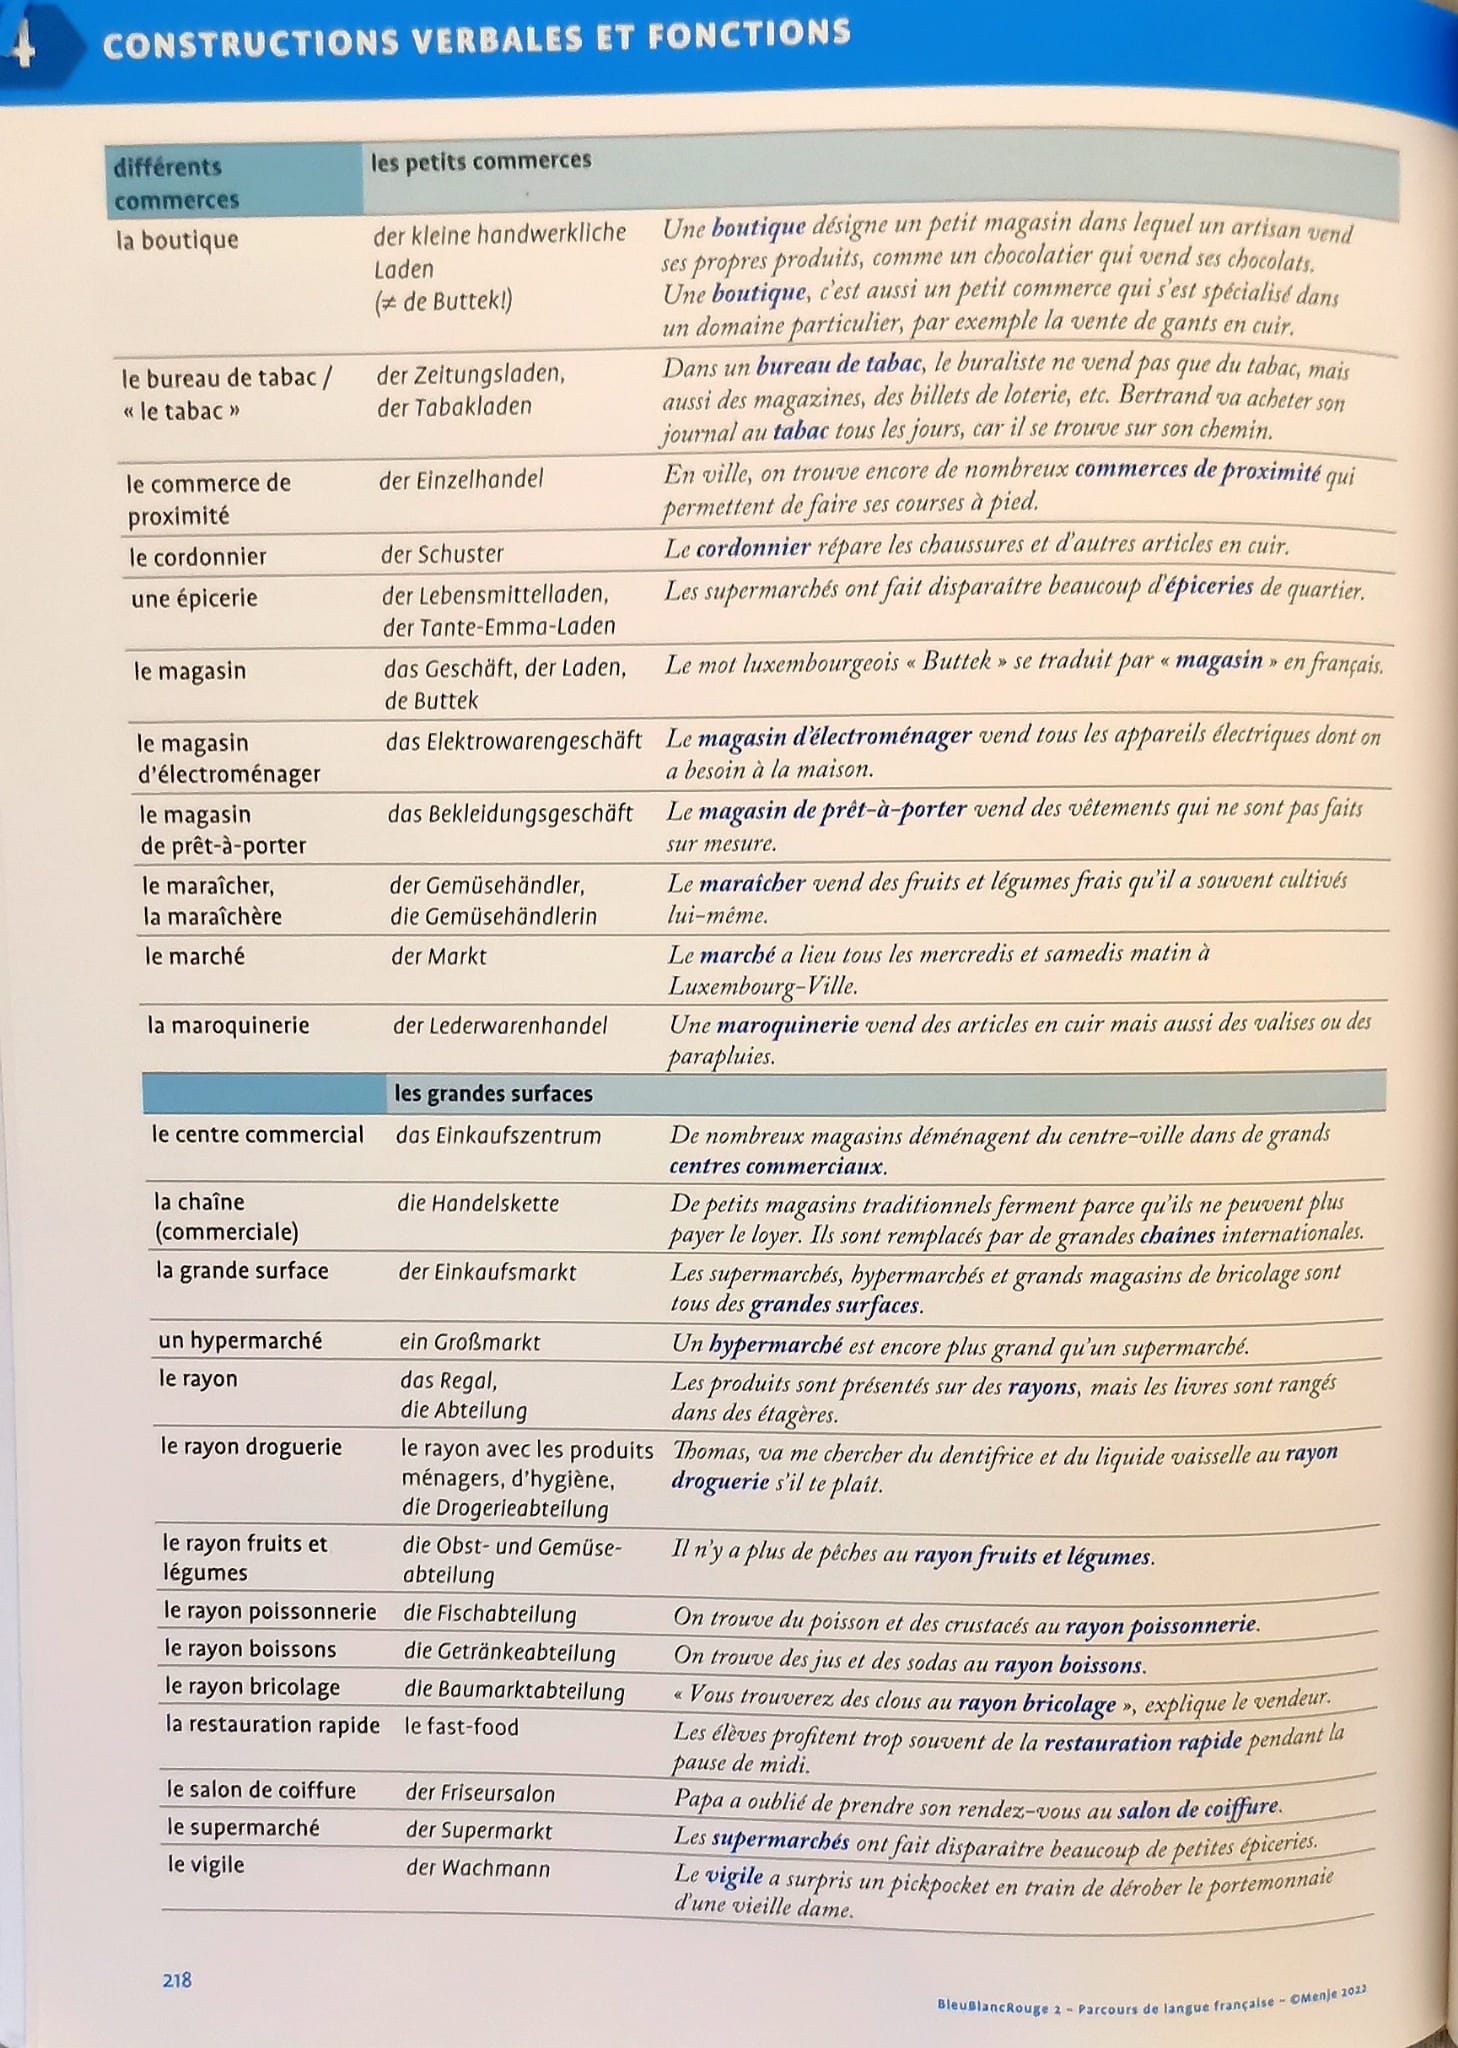 4
CONSTRUCTIONS VERBALES ET FONCTIONS
différents
commerces
les petits commerces
la boutique
der kleine handwerkliche
Laden
(≠ de Buttek!)
Une boutique désigne un petit magasin dans lequel un artisan vend
ses propres produits, comme un chocolatier qui vend ses chocolats.
Une boutique, c'est aussi un petit commerce qui s'est spécialisé dans
un domaine particulier, par exemple la vente de gants en cuir.
le bureau de tabac /
« le tabac »
der Zeitungsladen,
der Tabakladen
Dans un bureau de tabac, le buraliste ne vend pas que du tabac, mais
aussi des magazines, des billets de loterie, etc. Bertrand va acheter son
journal au tabac tous les jours, car il se trouve sur son chemin.
le commerce de
proximité
der Einzelhandel
En ville, on trouve encore de nombreux commerces de proximité qui
permettent de faire ses courses à pied.
le cordonnier
der Schuster
Le cordonnier répare les chaussures et d'autres articles en cuir.
une épicerie
der Lebensmittelladen,
der Tante-Emma-Laden
Les supermarchés ont fait disparaître beaucoup d'épiceries de quartier.
le magasin
das Geschäft, der Laden,
de Buttek
Le mot luxembourgeois « Buttek » se traduit par « magasin » en français.
le magasin
d'électroménager
das Elektrowarengeschäft
Le magasin d'électroménager vend tous les appareils électriques dont on
a besoin à la maison.
le magasin
de prêt-à-porter
das Bekleidungsgeschäft
Le magasin de prêt-à-porter vend des vêtements qui ne sont pas faits
sur mesure.
le maraîcher,
la maraîchère
der Gemüsehändler,
die Gemüsehändlerin
Le maraîcher vend des fruits et légumes frais qu'il a souvent cultivés
lui-même.
le marché
der Markt
Le marché a lieu tous les mercredis et samedis matin à
Luxembourg-Ville.
la maroquinerie
der Lederwarenhandel
Une maroquinerie vend des articles en cuir mais aussi des valises ou des
parapluies.
les grandes surfaces
le centre commercial
das Einkaufszentrum
De nombreux magasins déménagent du centre-ville dans de grands
centres commerciaux.
la chaîne
(commerciale)
die Handelskette
De petits magasins traditionnels ferment parce qu'ils ne peuvent plus
payer le loyer. Ils sont remplacés par de grandes chaînes internationales.
la grande surface
der Einkaufsmarkt
Les supermarchés, hypermarchés et grands magasins de bricolage sont
tous des grandes surfaces.
un hypermarché
ein Großmarkt
Un hypermarché est encore plus grand qu'un supermarché.
le rayon
das Regal,
die Abteilung
Les produits sont présentés sur des rayons, mais les livres sont rangés
dans des étagères.
le rayon droguerie
le rayon avec les produits
ménagers, d'hygiène,
die Drogerieabteilung
Thomas, va me chercher du dentifrice et du liquide vaisselle au rayon
droguerie s'il te plaît.
le rayon fruits et
légumes
die Obst- und Gemüse-
abteilung
Il n'y a plus de pêches au rayon fruits et légumes.
le rayon poissonnerie
die Fischabteilung
On trouve du poisson et des crustacés au rayon poissonnerie.
le rayon boissons
die Getränkeabteilung
On trouve des jus et des sodas au rayon boissons.
le rayon bricolage
die Baumarktabteilung
« Vous trouverez des clous au rayon bricolage », explique le vendeur.
la restauration rapide
le fast-food
Les élèves profitent trop souvent de la restauration rapide pendant la
pause de midi.
le salon de coiffure
der Friseursalon
Papa a oublié de prendre son rendez-vous au salon de coiffure.
le supermarché
der Supermarkt
Les supermarchés ont fait disparaître beaucoup de petites épiceries.
le vigile
der Wachmann
Le vigile a surpris un pickpocket en train de dérober le portemonnaie
d'une vieille dame.
218
BleuBlancRouge 2 – Parcours de langue française – ©Menje 2022